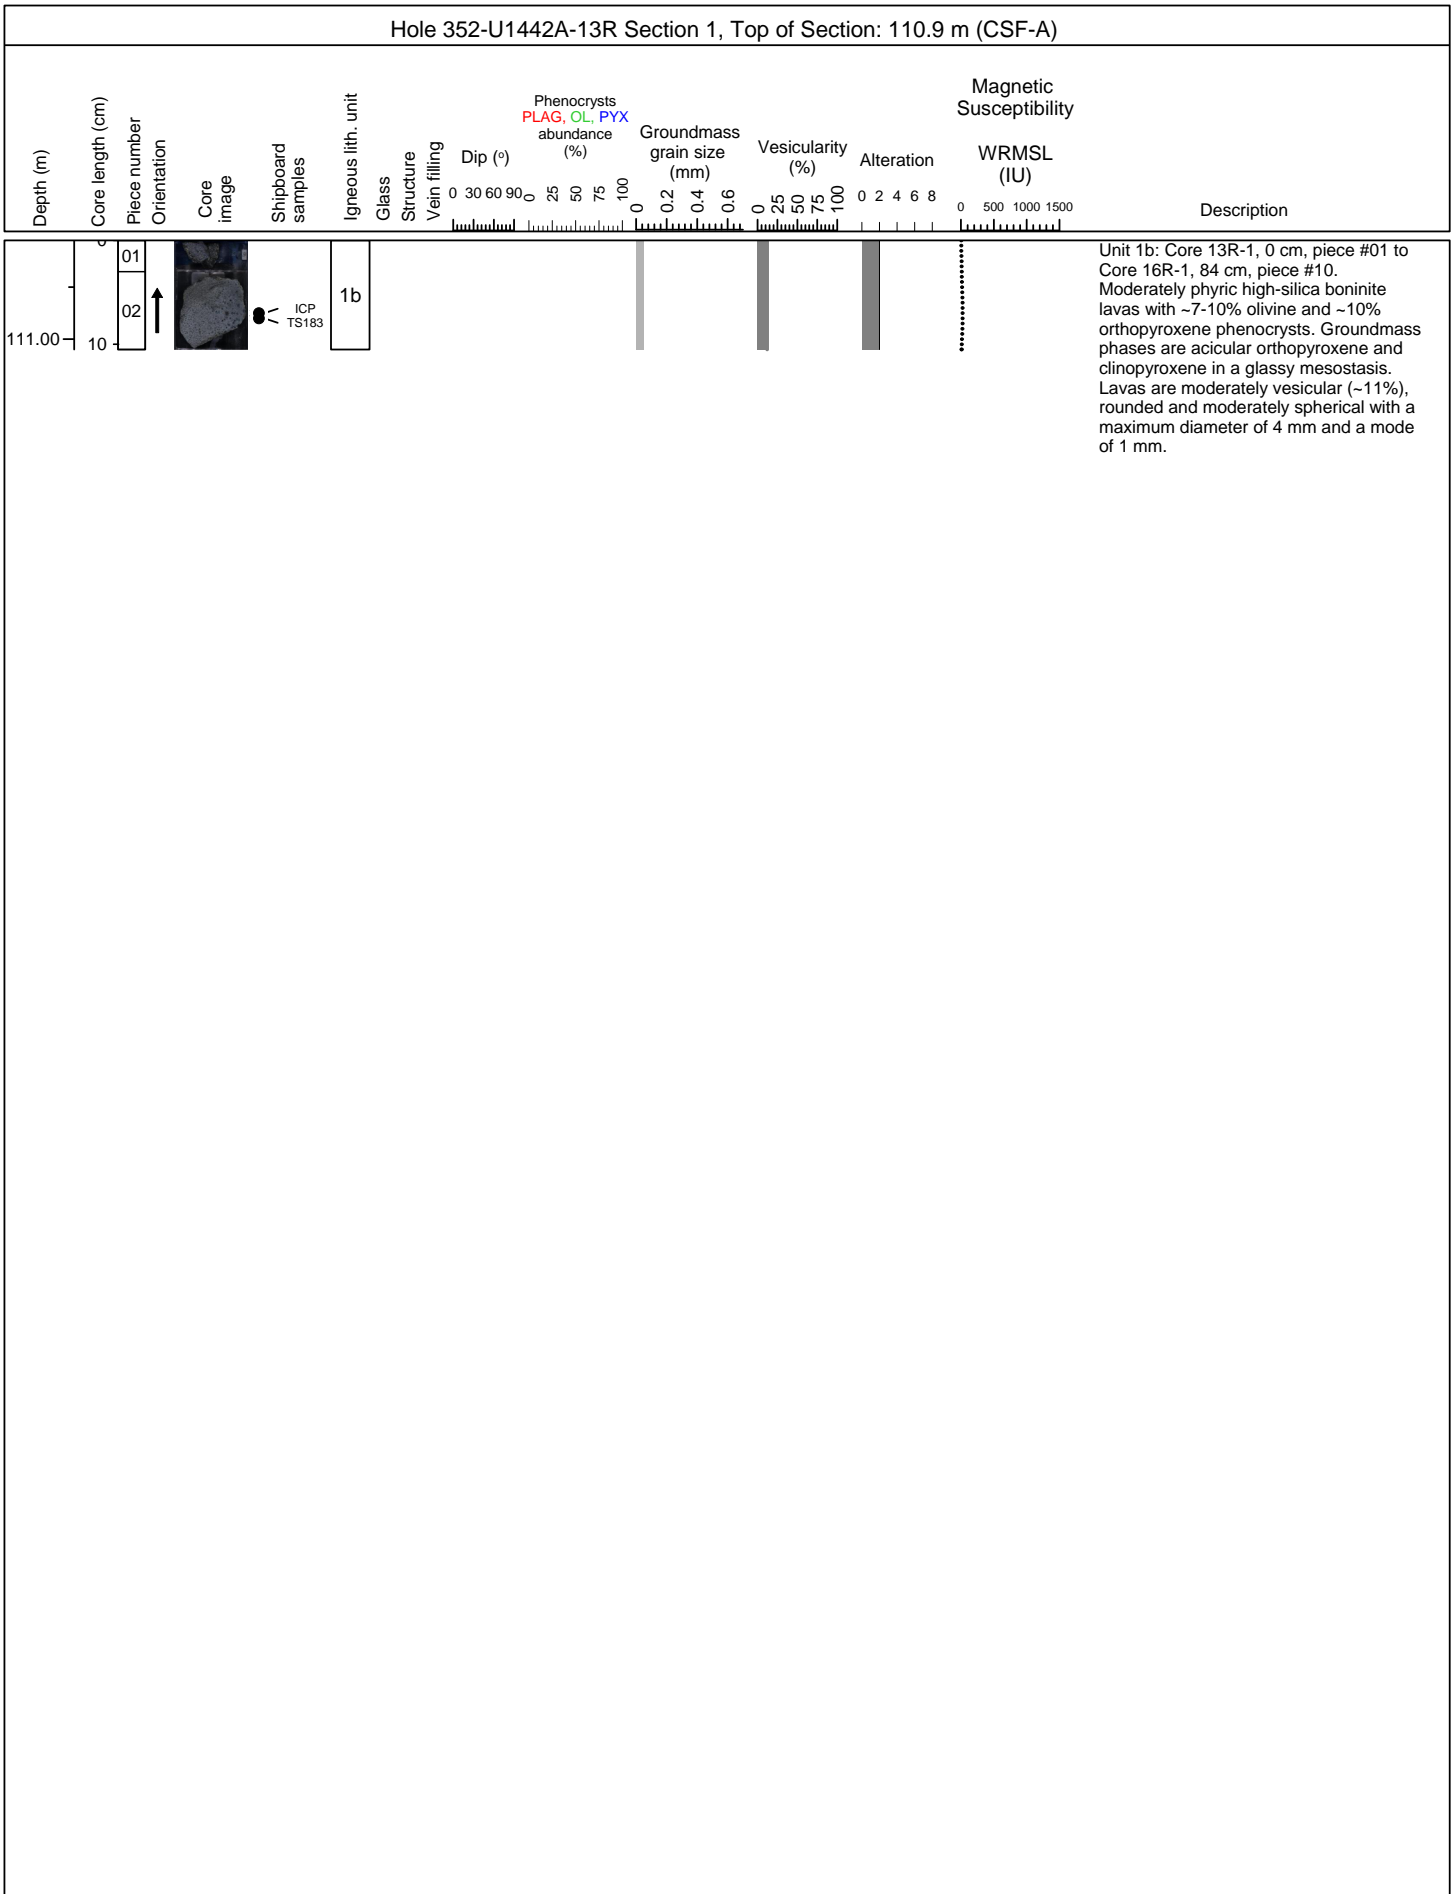 Hole 352-U1442A-13R Section 1, Top of Section: 110.9 m (CSF-A)
Depth (m)
Core length (cm)
Piece number
Orientation
Core
image
Shipboard
samples
Igneous lith. unit
Glass
Structure
Vein filling
Dip (º)
0 30 60 90
Phenocrysts
PLAG, OL, PYX
abundance
(%)
0 25 50 75 100
Groundmass
grain size
(mm)
0 0.2 0.4 0.6
Vesicularity
(%)
0 25 50 75 100
Alteration
0 2 4 6 8
Magnetic
Susceptibility
WRMSL
(IU)
0 500 1000 1500
Description
0
01
02
111.00
10
ICP
TS183
1b
Unit 1b: Core 13R-1, 0 cm, piece #01 to
Core 16R-1, 84 cm, piece #10.
Moderately phyric high-silica boninite
lavas with ~7-10% olivine and ~10%
orthopyroxene phenocrysts. Groundmass
phases are acicular orthopyroxene and
clinopyroxene in a glassy mesostasis.
Lavas are moderately vesicular (~11%),
rounded and moderately spherical with a
maximum diameter of 4 mm and a mode
of 1 mm.